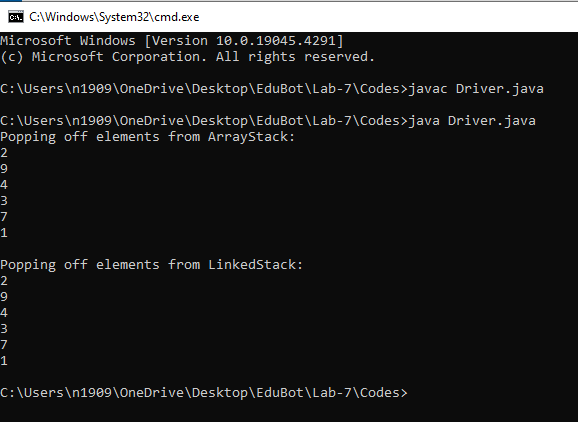 C:\Windows\System32\cmd.exe
Microsoft Windows [Version 10.0.19045.4291]
(c) Microsoft Corporation. All rights reserved.
C:\Users\n1909\OneDrive\Desktop\EduBot\Lab-7\Codes>javac Driver.java
C:\Users\n1909\OneDrive\Desktop\EduBot\Lab-7\Codes>java Driver.java
Popping off elements from ArrayStack:
2
9
4
3
7
1
Popping off elements from LinkedStack:
2
9
4
3
7
1
C:\Users\n1909\OneDrive\Desktop\EduBot\Lab-7\Codes>